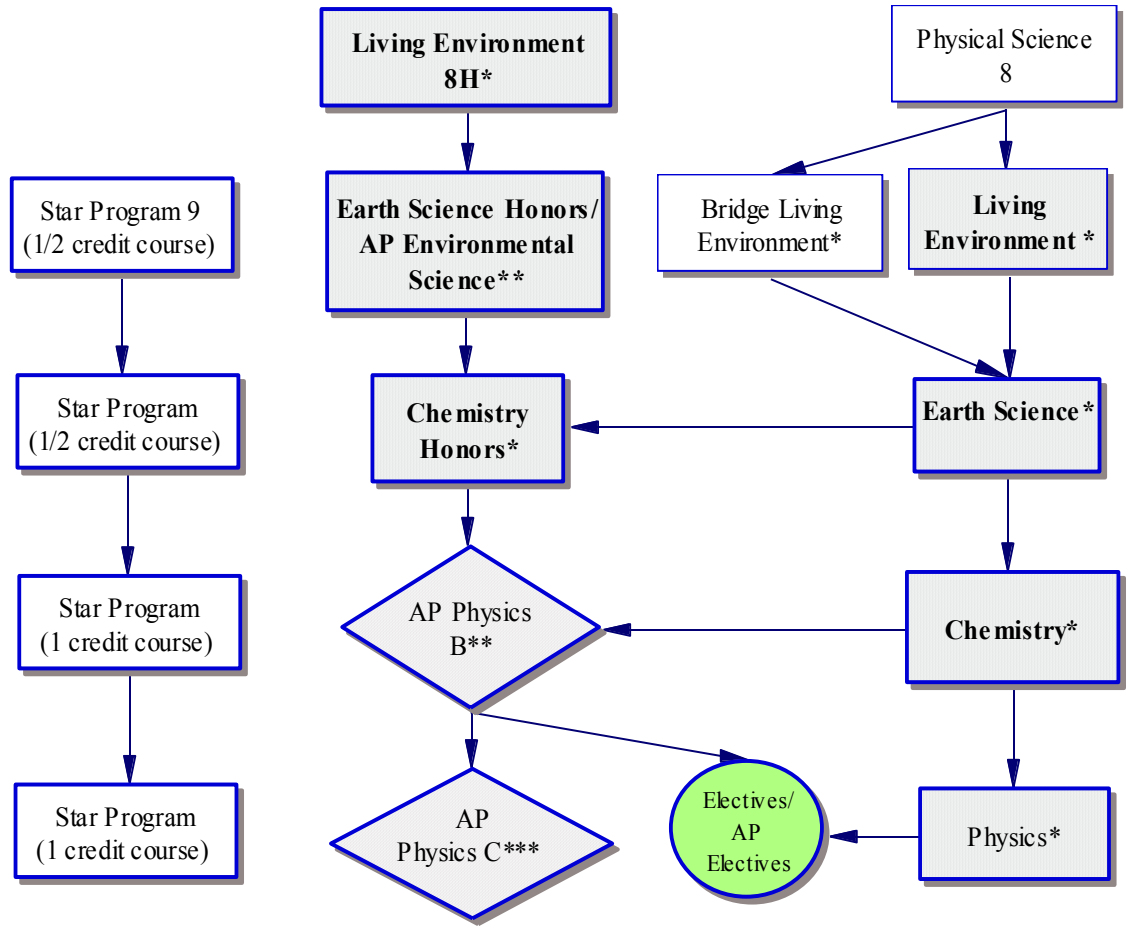 Living Environment
8H*
Physical Science
8
Star Program 9
(1/2 credit course)
Earth Science Honors/
AP Environmental
Science**
Bridge Living
Environment*
Living
Environment *
Star Program
(1/2 credit course)
Chemistry
Honors*
Earth Science*
Star Program
(1 credit course)
AP Physics
B**
Chemistry*
Star Program
(1 credit course)
AP
Physics C***
Electives/
AP
Electives
Physics*